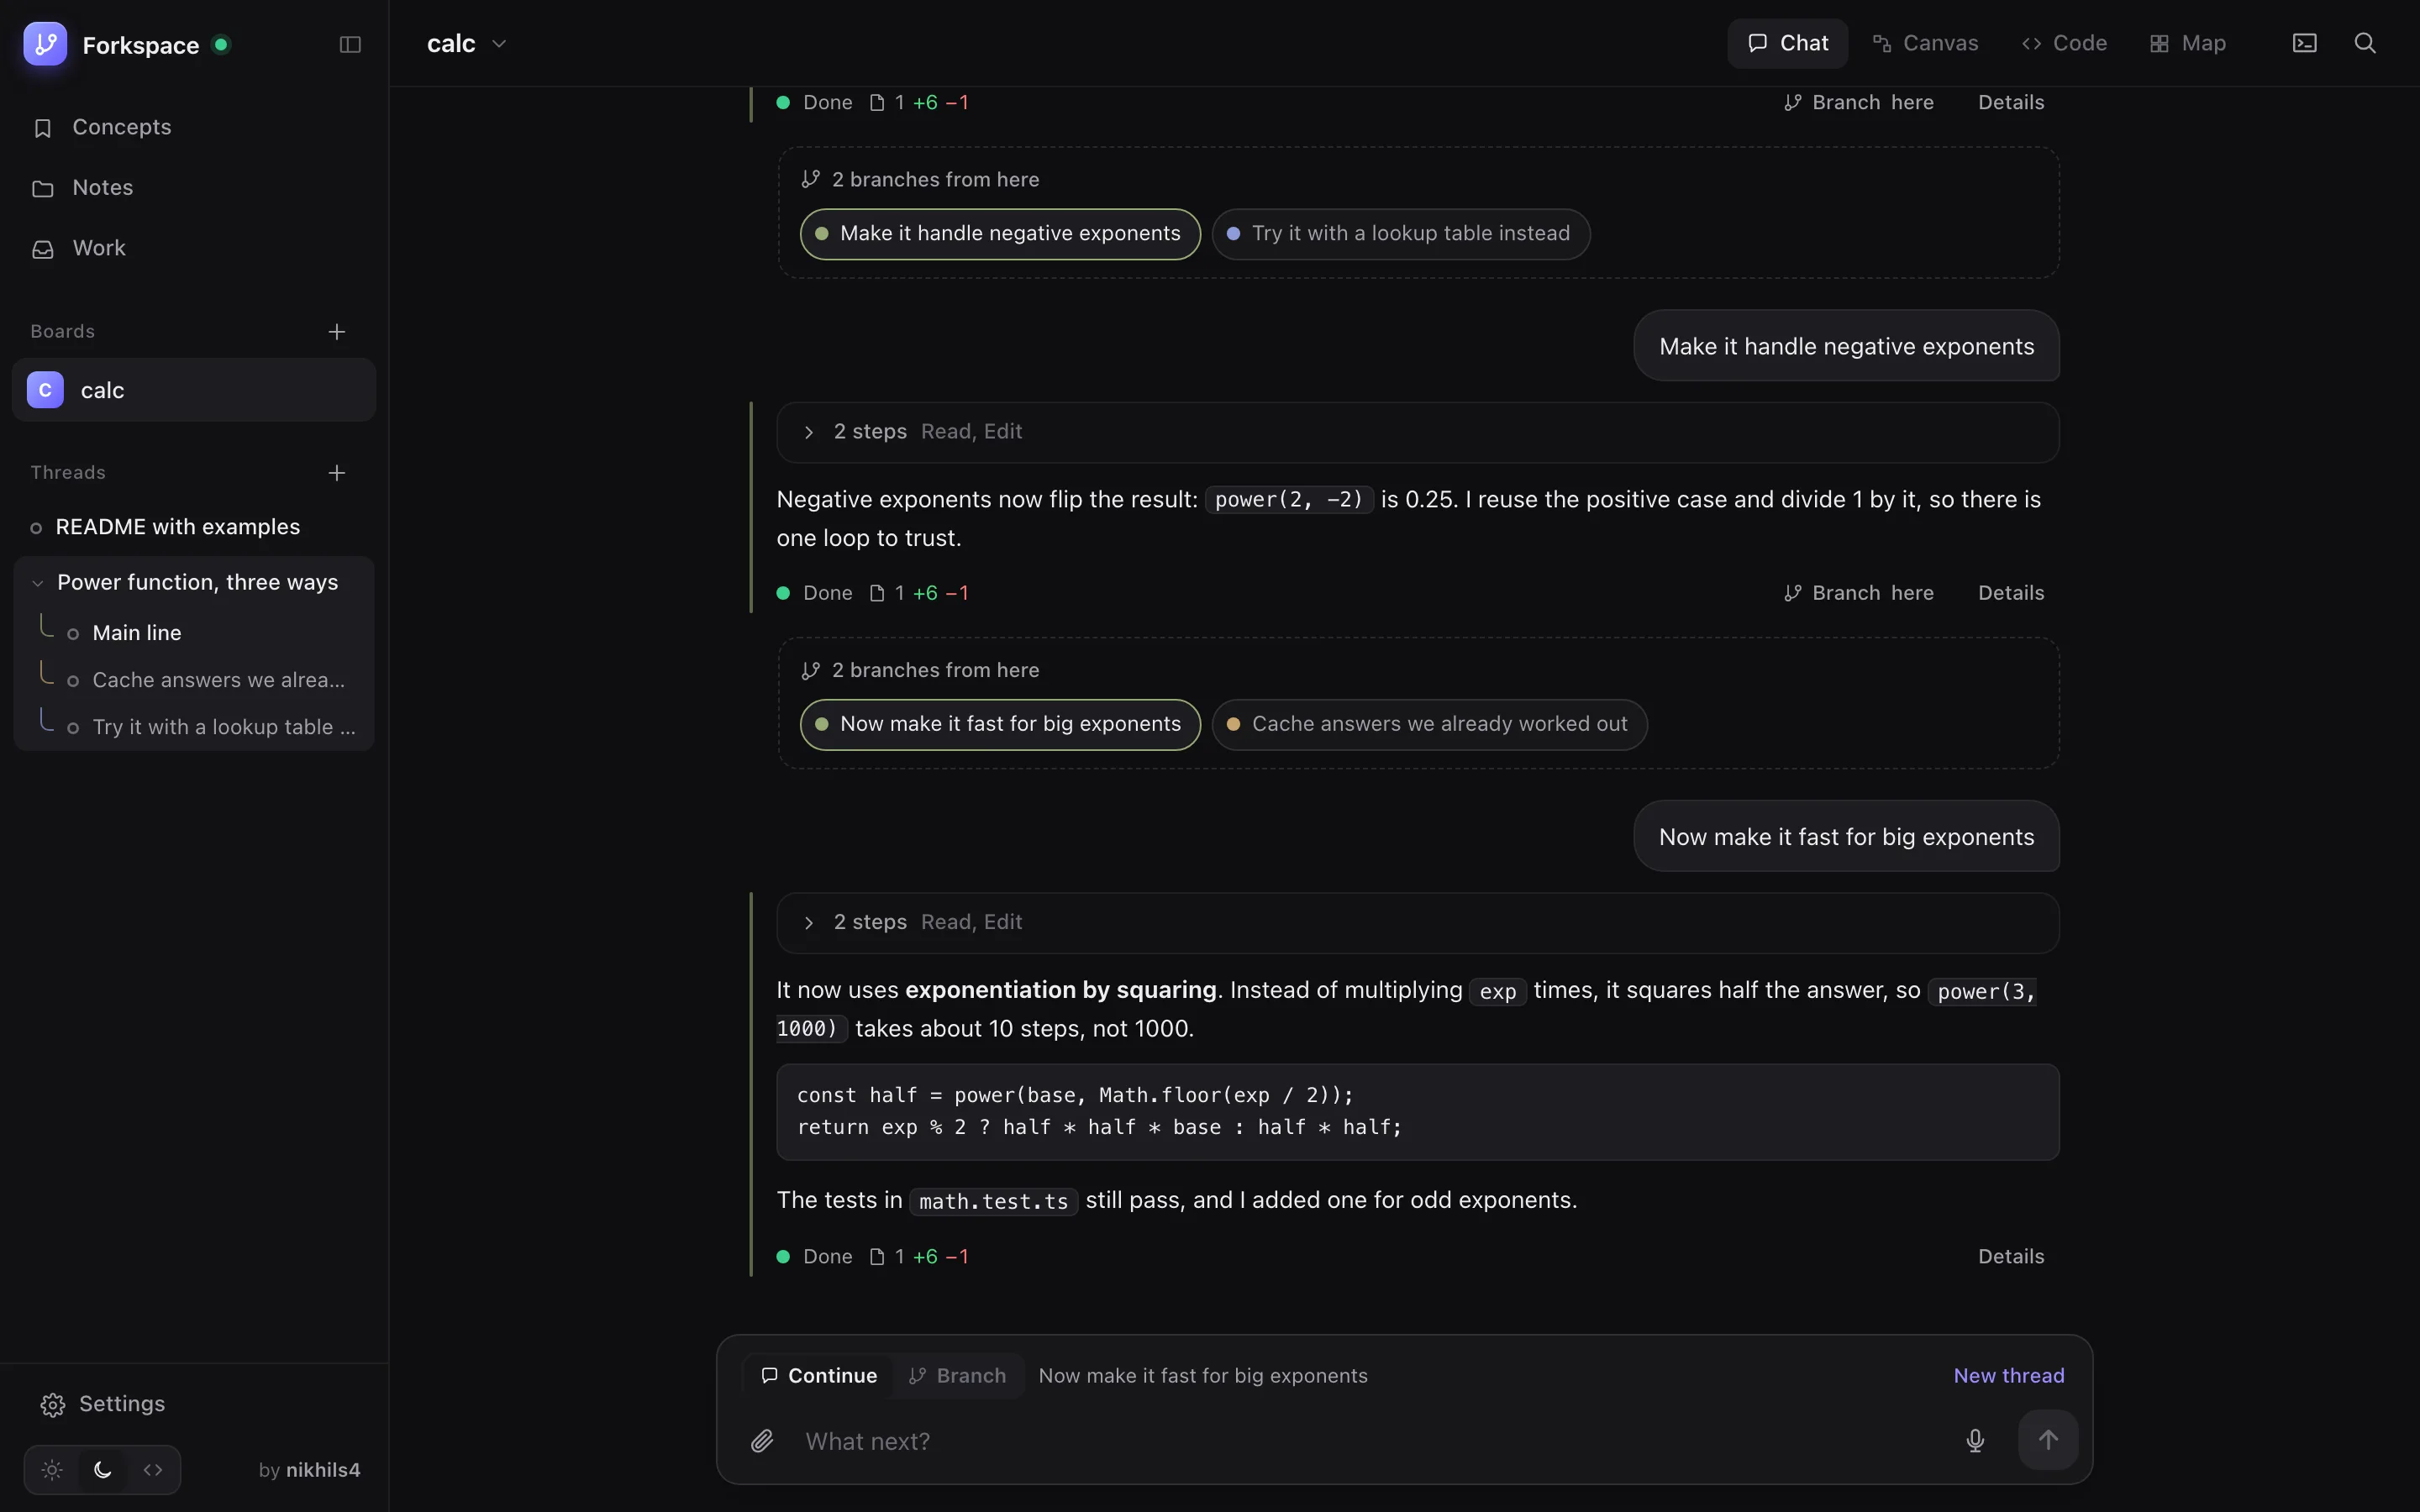 Forkspace
Concepts
Notes
Work
Boards
C calc
Threads
README with examples
Power function, three ways
Main line
Cache answers we alrea...
Try it with a lookup table ...
Settings
by nikhils4
calc
Chat Canvas Code Map
Done 1 +6 −1 Branch here Details
2 branches from here
Make it handle negative exponents Try it with a lookup table instead
Make it handle negative exponents
2 steps Read, Edit
Negative exponents now flip the result: power(2, −2) is 0.25. I reuse the positive case and divide 1 by it, so there is
one loop to trust.
Done 1 +6 −1 Branch here Details
2 branches from here
Now make it fast for big exponents Cache answers we already worked out
Now make it fast for big exponents
2 steps Read, Edit
It now uses exponentiation by squaring. Instead of multiplying exp times, it squares half the answer, so power(3,
1000) takes about 10 steps, not 1000.
const half = power(base, Math.floor(exp / 2));
return exp % 2 ? half * half * base : half * half;
The tests in math.test.ts still pass, and I added one for odd exponents.
Done 1 +6 −1 Details
Continue Branch Now make it fast for big exponents New thread
What next?